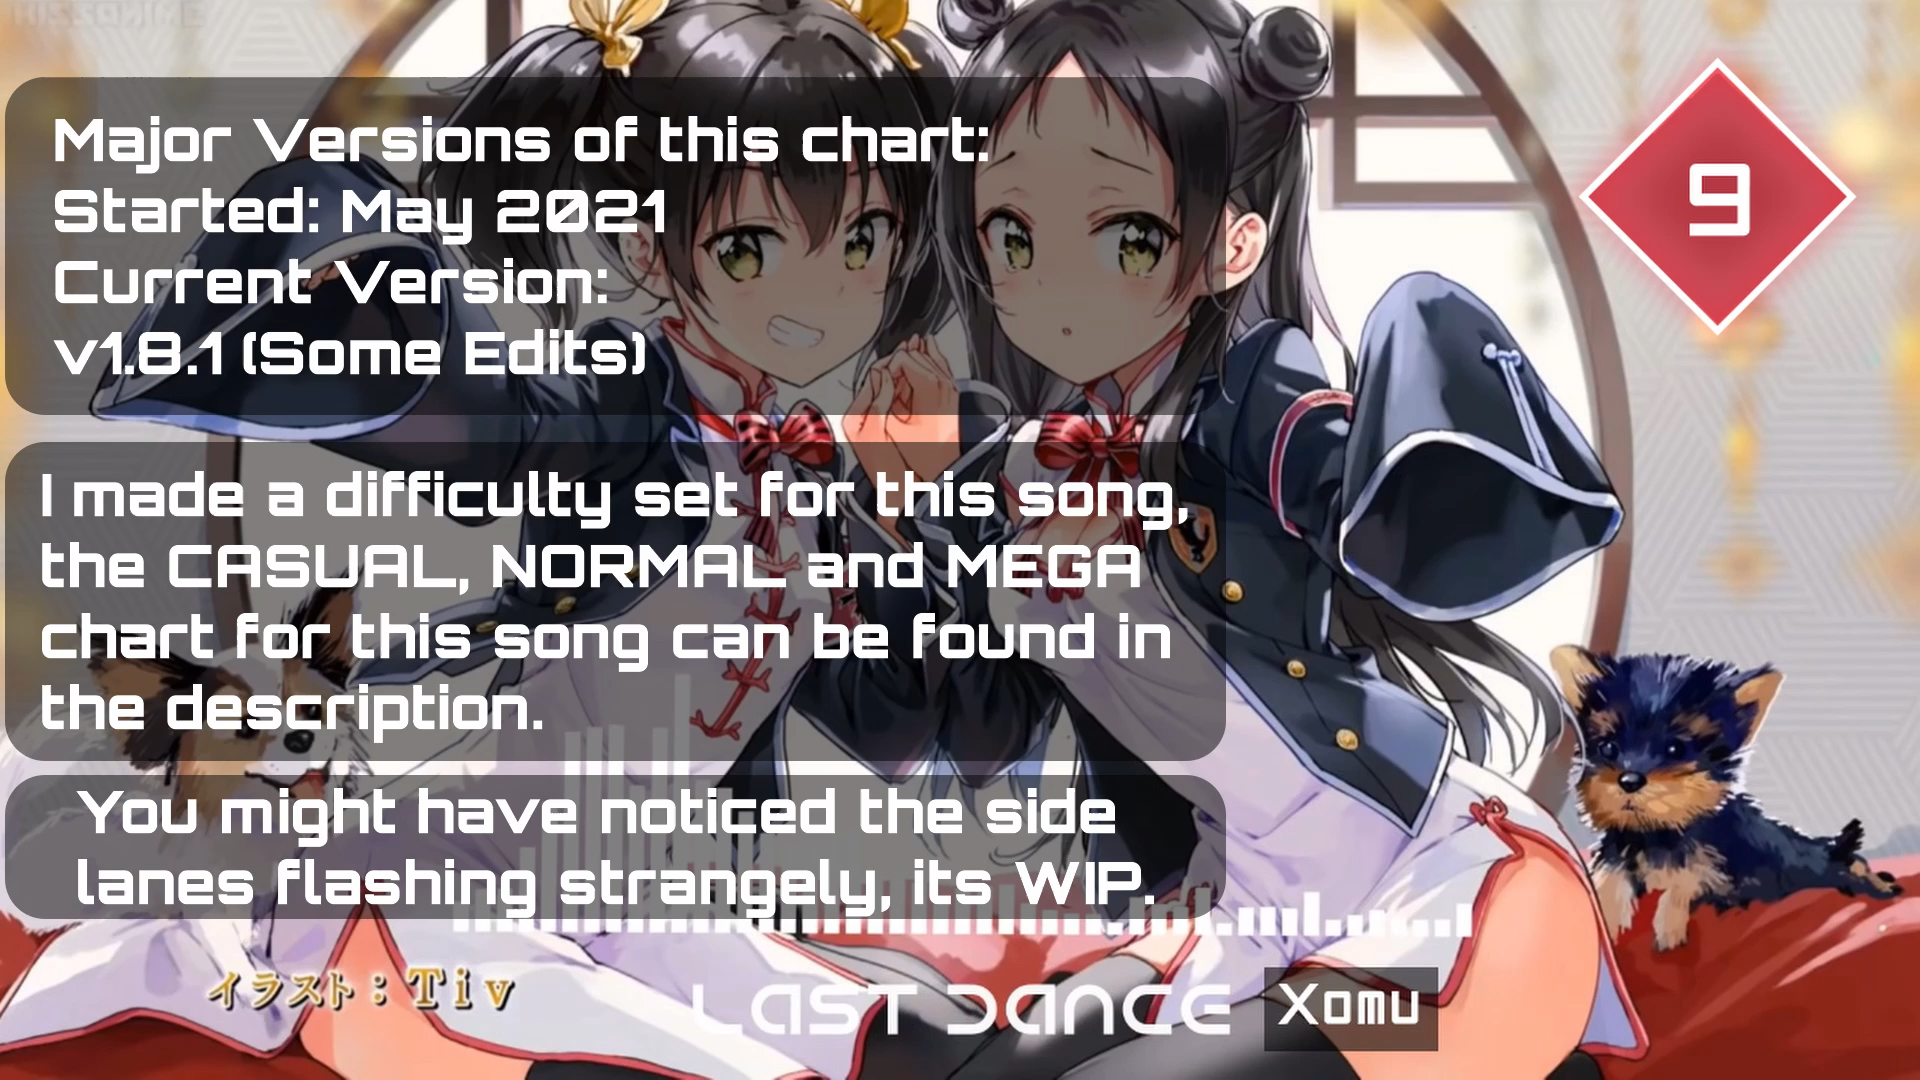 KISSANIME
Major Versions of this chart:
Started: May 2021
Current Version:
v1.8.1 (Some Edits)
9
I made a difficulty set for this song,
the CASUAL, NORMAL and MEGA
chart for this song can be found in
the description.
You might have noticed the side
lanes flashing strangely, its WIP.
イラスト：Tiv
LAST DANCE
Xomu